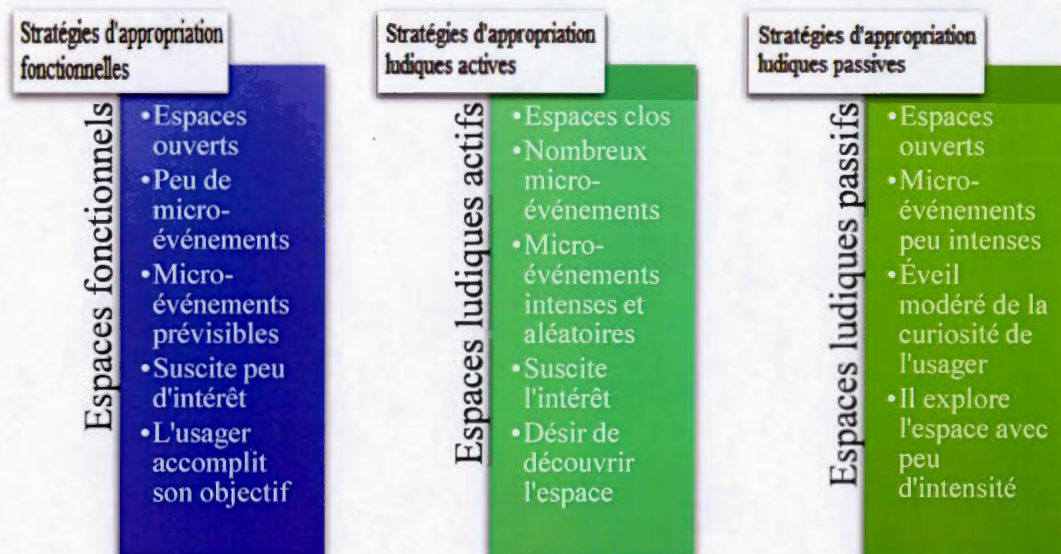 Stratégies d'appropriation
fonctionnelles
Espaces fonctionnels
•Espaces
ouverts
•Peu de
micro-
événements
•Micro-
événements
prévisibles
•Suscite peu
d'intérêt
•L'usager
accomplit
son objectif
Stratégies d'appropriation
ludiques actives
Espaces ludiques actifs
•Espaces clos
•Nombreux
micro-
événements
•Micro-
événements
intenses et
aléatoires
•Suscite
l'intérêt
•Désir de
découvrir
l'espace
Stratégies d'appropriation
ludiques passives
Espaces ludiques passifs
•Espaces
ouverts
•Micro-
événements
peu intenses
•Éveil
modéré de la
curiosité de
l'usager
•Il explore
l'espace avec
peu
d'intensité